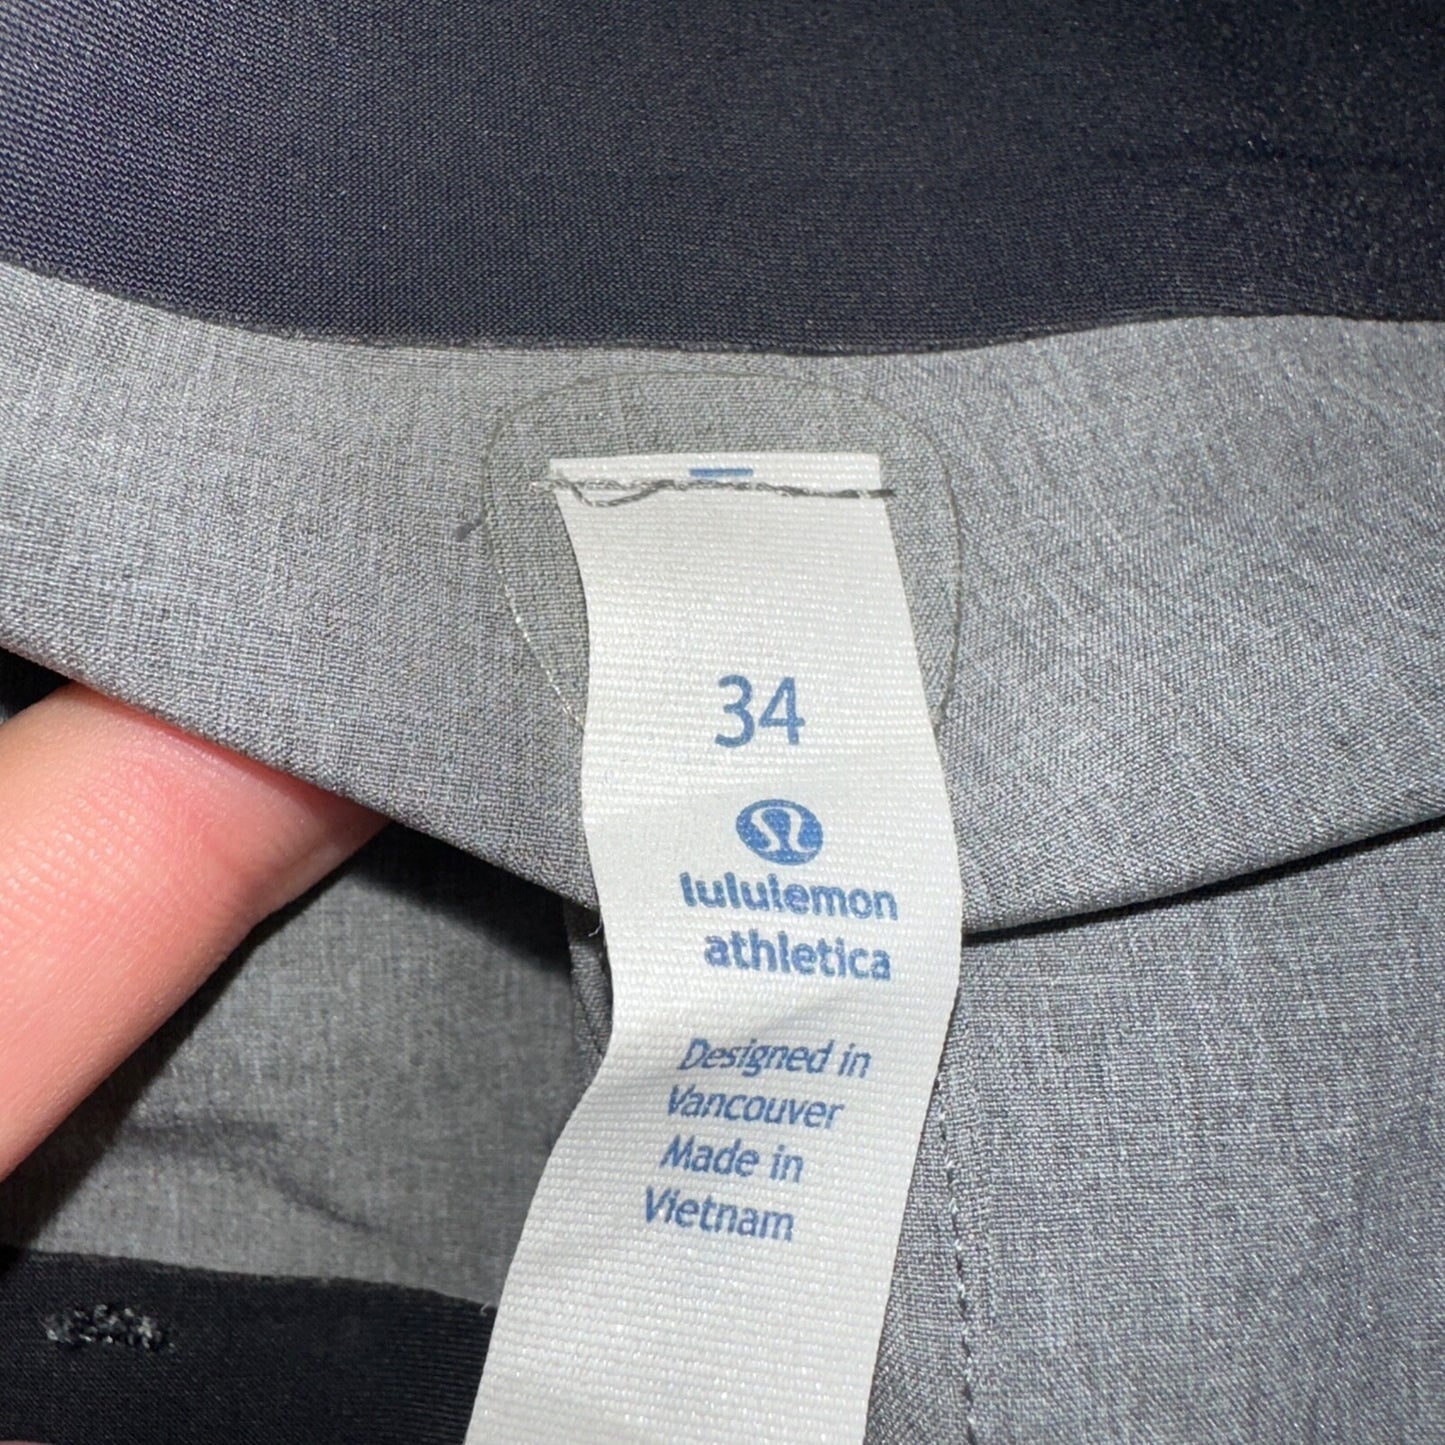 34
lululemon
athletica
Designed in
Vancouver
Made in
Vietnam